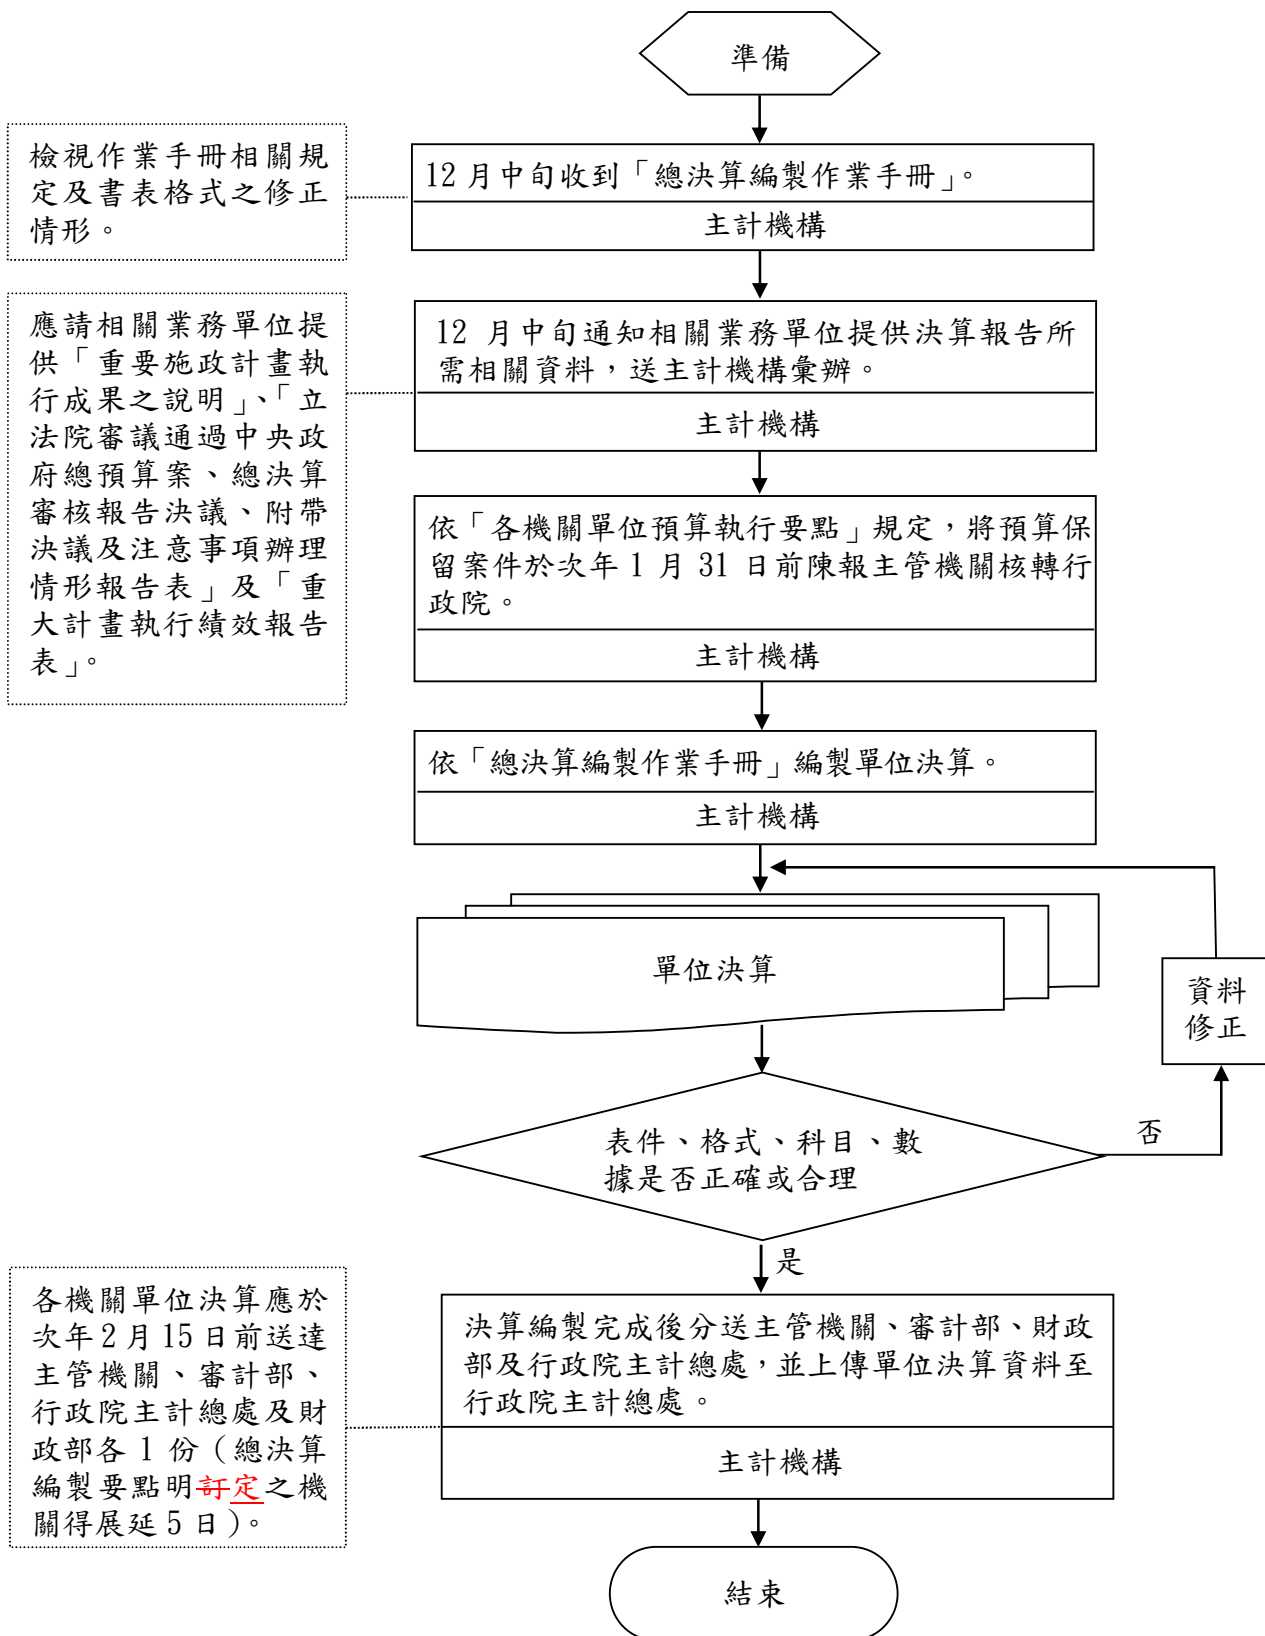 準備
檢視作業手冊相關規
定及書表格式之修正
情形。
12 月中旬收到「總決算編製作業手冊」。
主計機構
應請相關業務單位提
供「重要施政計畫執
行成果之說明」、「立
法院審議通過中央政
府總預算案、總決算
審核報告決議、附帶
決議及注意事項辦理
情形報告表」及「重
大計畫執行績效報告
表」。
12 月中旬通知相關業務單位提供決算報告所
需相關資料，送主計機構彙辦。
主計機構
依「各機關單位預算執行要點」規定，將預算保
留案件於次年 1 月 31 日前陳報主管機關核轉行
政院。
主計機構
依「總決算編製作業手冊」編製單位決算。
主計機構
單位決算
資料
修正
表件、格式、科目、數
據是否正確或合理
否
是
各機關單位決算應於
次年 2 月 15 日前送達
主管機關、審計部、
行政院主計總處及財
政部各 1 份（總決算
編製要點明訂定之機
關得展延 5 日）。
決算編製完成後分送主管機關、審計部、財政
部及行政院主計總處，並上傳單位決算資料至
行政院主計總處。
主計機構
結束